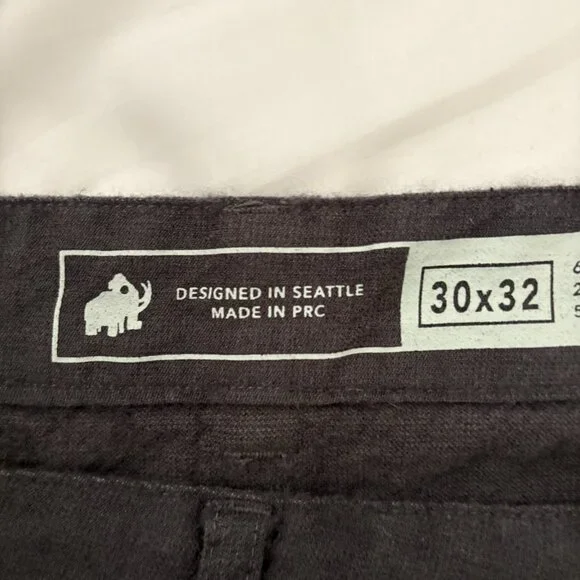 DESIGNED IN SEATTLE
MADE IN PRC
30x32